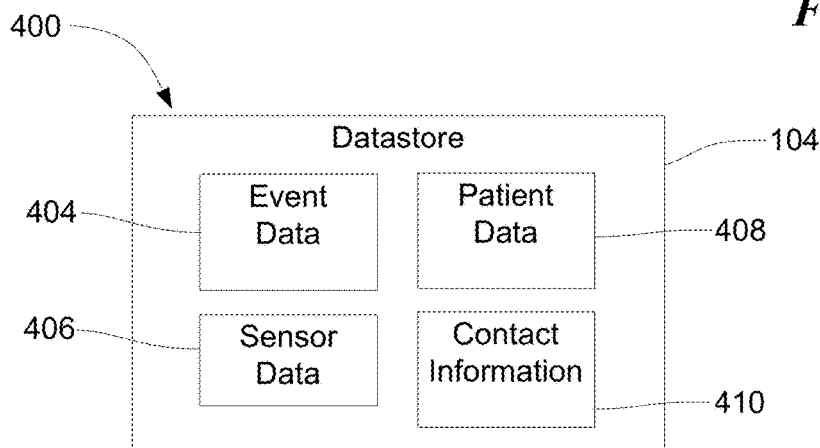 400
F
Datastore
104
Event
Data
404
Patient
Data
408
Sensor
Data
406
Contact
Information
410